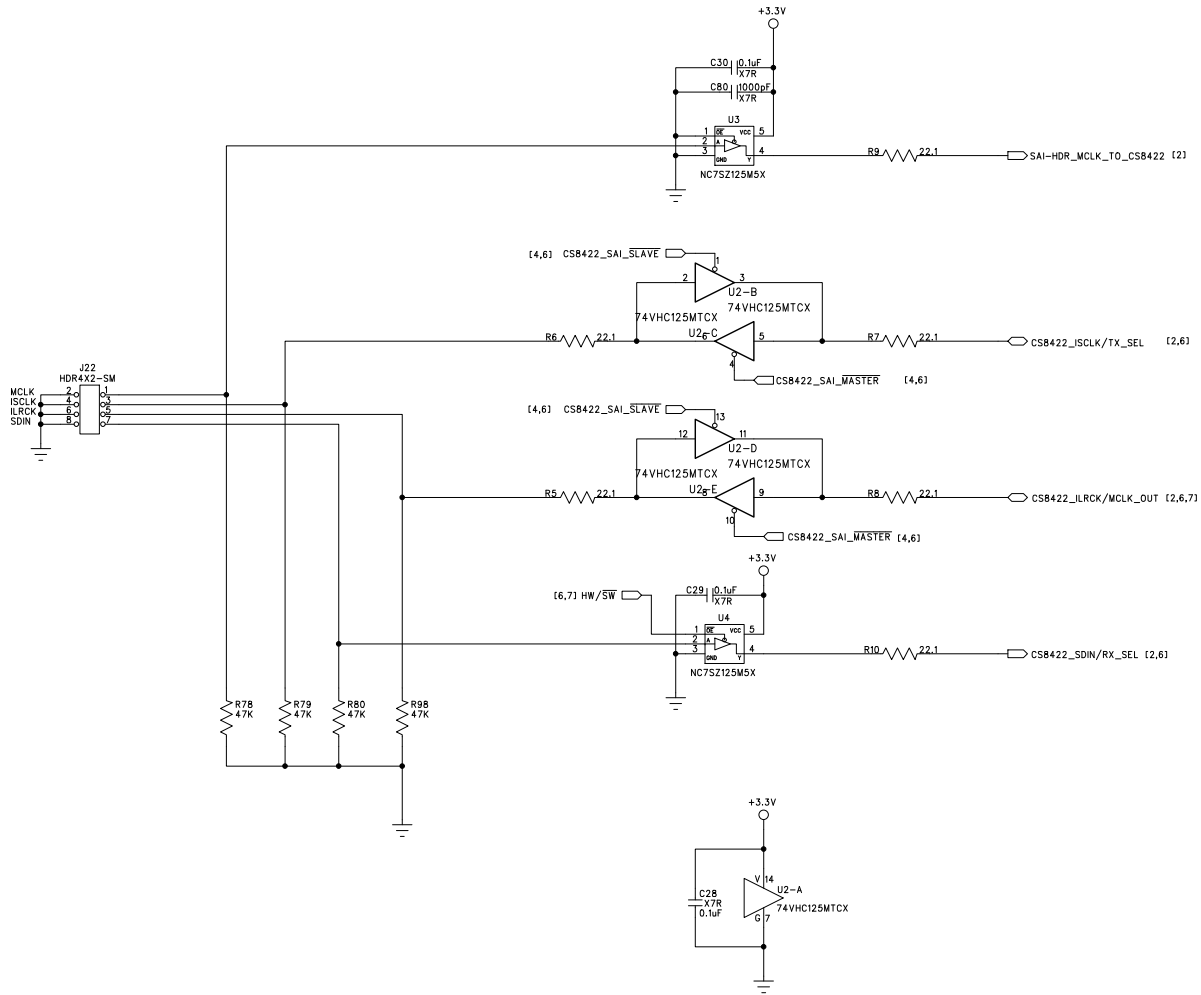 +3.3V
C30 0.1uF
X7R
C80 1000pF
X7R
U3
1 OE VCC 5
2 A
3 GND Y 4
NC7SZ125M5X
R9 22.1
SAI-HDR_MCLK_TO_CS8422 [2]
[4,6] CS8422_SAI_SLAVE
1
2 3
U2-B
74VHC125MTCX
74VHC125MTCX
U2-C
6 5
4
R6 22.1
R7 22.1
CS8422_ISCLK/TX_SEL [2,6]
CS8422_SAI_MASTER [4,6]
J22
HDR4X2-SM
MCLK 2 1
ISCLK 4 3
ILRCK 6 5
SDIN 8 7
[4,6] CS8422_SAI_SLAVE
13
12 11
U2-D
74VHC125MTCX
74VHC125MTCX
U2-E
8 9
10
R5 22.1
R8 22.1
CS8422_ILRCK/MCLK_OUT [2,6,7]
CS8422_SAI_MASTER [4,6]
+3.3V
C29 0.1uF
X7R
[6,7] HW/SW
U4
1 OE VCC 5
2 A
3 GND Y 4
NC7SZ125M5X
R10 22.1
CS8422_SDIN/RX_SEL [2,6]
R78
47K
R79
47K
R80
47K
R98
47K
+3.3V
V 14
U2-A
74VHC125MTCX
G 7
C28
X7R
0.1uF